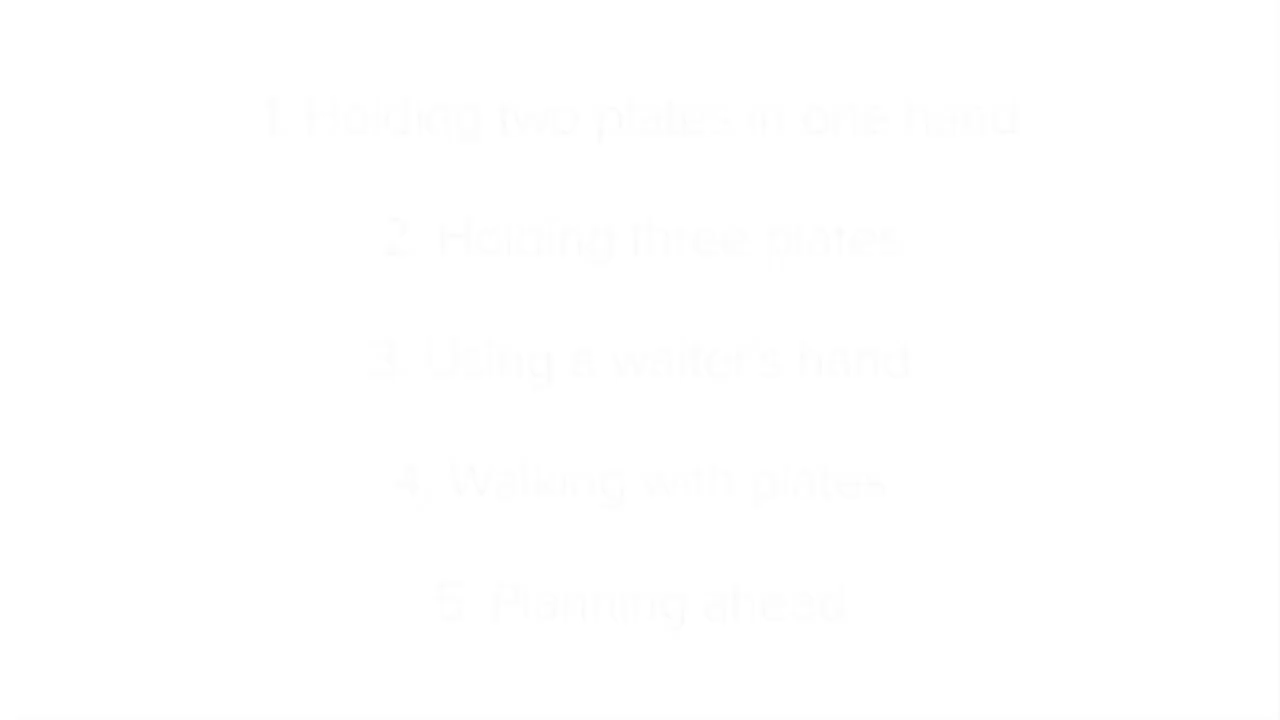 1. Holding two plates in one hand
2. Holding three plates
3. Using a waiter's hand
4. Walking with plates
5. Planning ahead